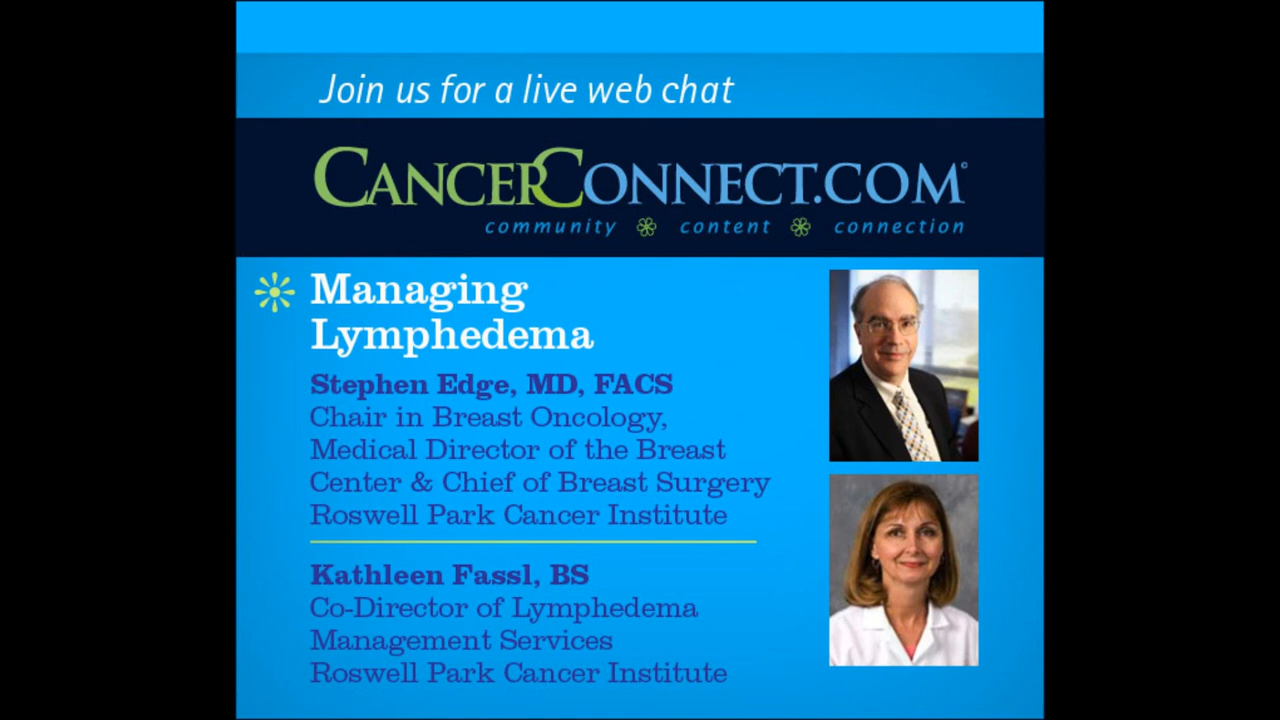 Join us for a live web chat
CANCERCONNECT.COM
community content connection
Managing
Lymphedema
Stephen Edge, MD, FACS
Chair in Breast Oncology,
Medical Director of the Breast
Center & Chief of Breast Surgery
Roswell Park Cancer Institute
Kathleen Fassl, BS
Co-Director of Lymphedema
Management Services
Roswell Park Cancer Institute